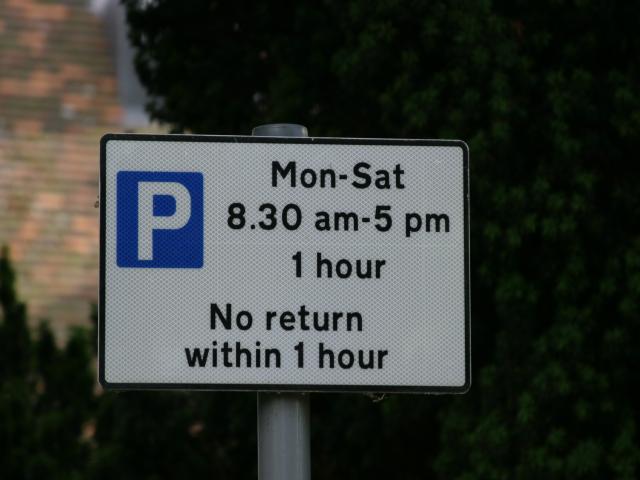 P
Mon-Sat
8.30 am-5 pm
1 hour
No return
within 1 hour